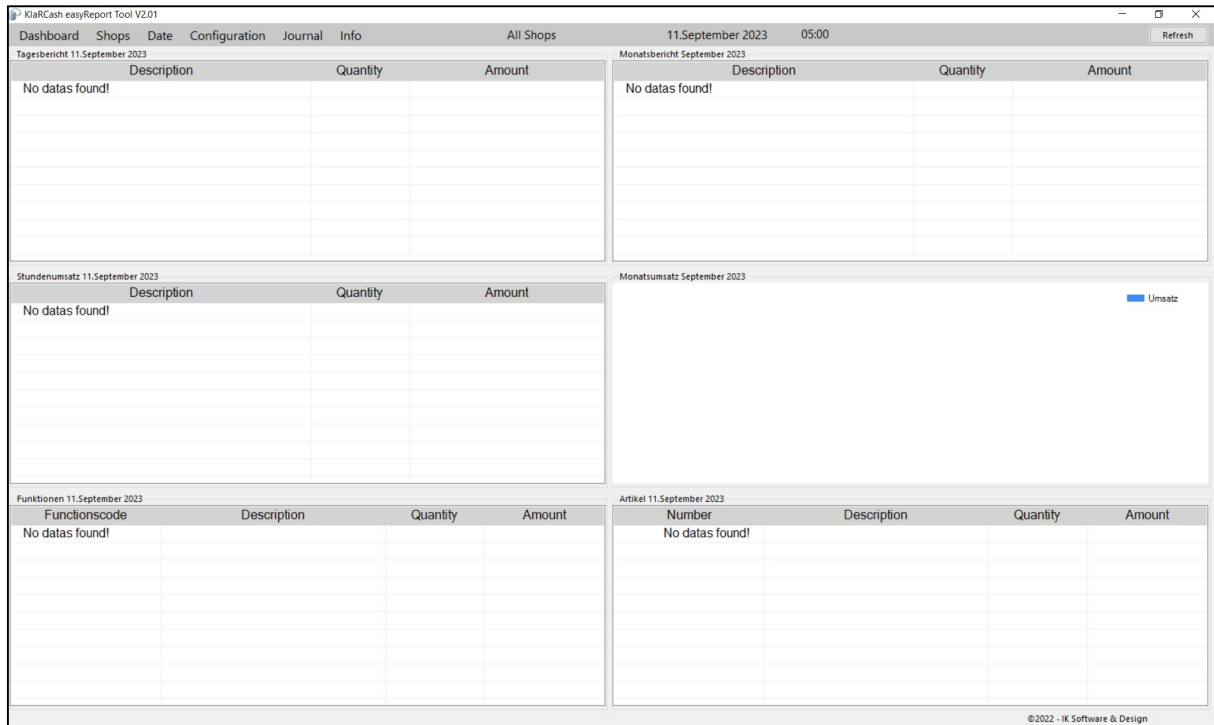 KlaRCash easyReport Tool V2.01
Dashboard Shops Date Configuration Journal Info All Shops 11.September 2023 05:00 Refresh
Tagesbericht 11.September 2023
Description Quantity Amount
No datas found!
Monatsbericht September 2023
Description Quantity Amount
No datas found!
Stundenumsatz 11.September 2023
Description Quantity Amount
No datas found!
Monatsumsatz September 2023
Umsatz
Funktionen 11.September 2023
Functionscode Description Quantity Amount
No datas found!
Artikel 11.September 2023
Number Description Quantity Amount
No datas found!
©2022 - IK Software & Design